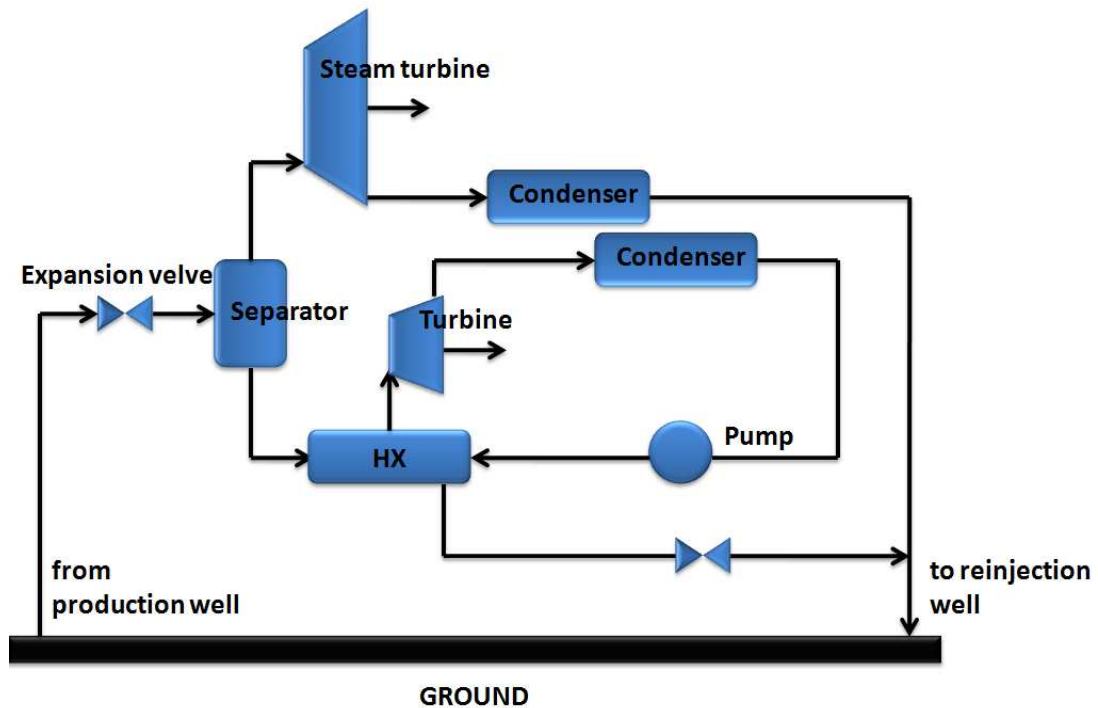 Steam turbine
Condenser
Condenser
Expansion velve
Separator
Turbine
Pump
HX
from
production well
to reinjection
well
GROUND